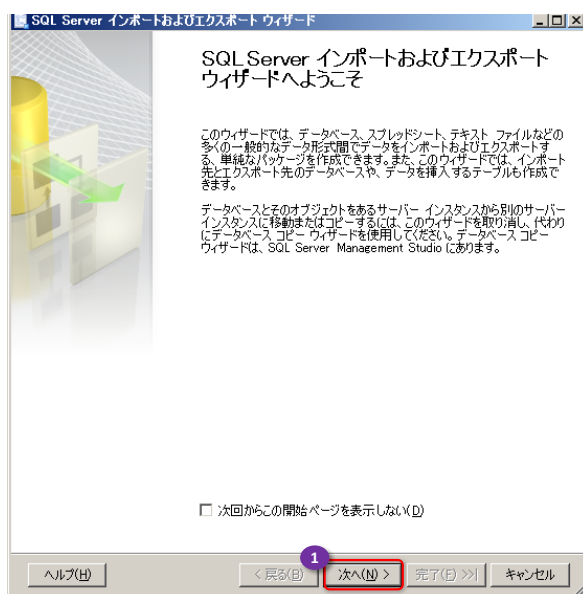 SQL Server インポートおよびエクスポート ウィザード
SQL Server インポートおよびエクスポート
ウィザードへようこそ
このウィザードでは、データベース、スプレッドシート、テキスト ファイルなどの
多くの一般的なデータ形式間でデータをインポートおよびエクスポートす
る、単純なパッケージを作成できます。また、このウィザードでは、インポート
先とエクスポート先のデータベースや、データを挿入するテーブルも作成で
きます。
データベースとそのオブジェクトをあるサーバー インスタンスから別のサーバー
インスタンスに移動またはコピーするには、このウィザードを取り消し、代わり
にデータベース コピー ウィザードを使用してください。データベース コピー
ウィザードは、SQL Server Management Studio にあります。
次回からこの開始ページを表示しない(D)
1
ヘルプ(H) < 戻る(B) 次へ(N) > 完了(F) >>| キャンセル